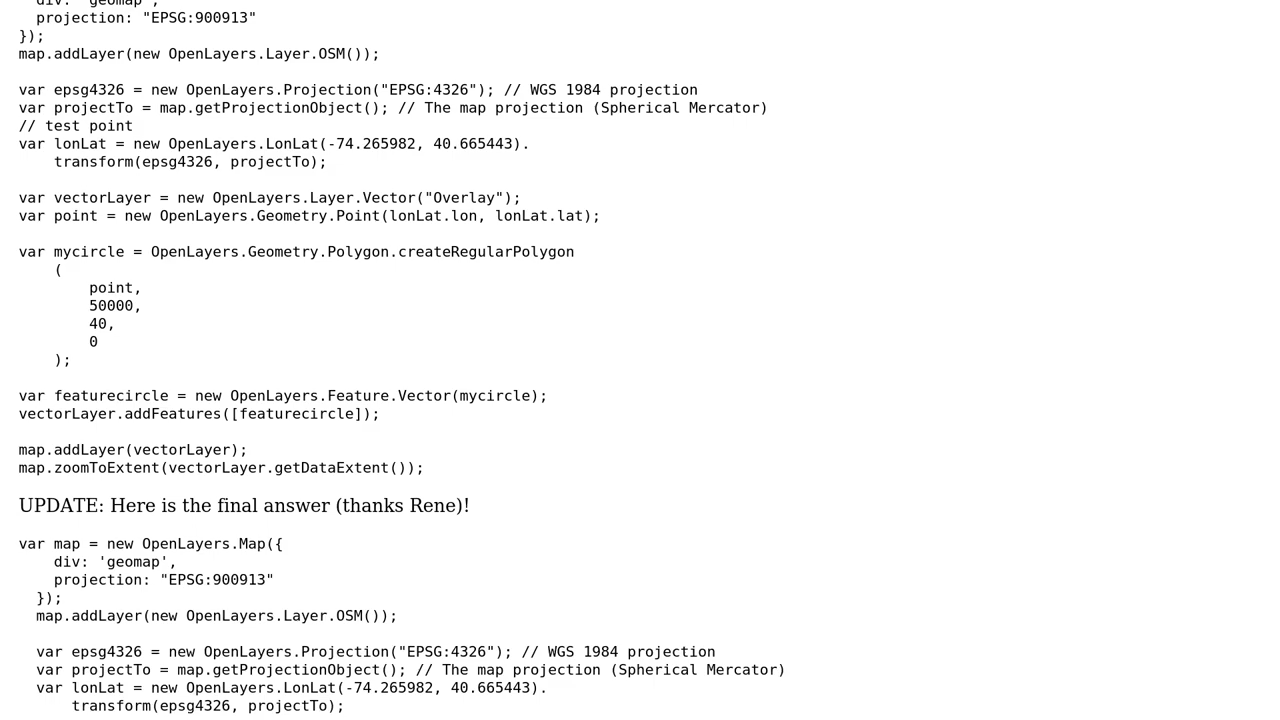 div: 'geomap',
  projection: "EPSG:900913"
});
map.addLayer(new OpenLayers.Layer.OSM());

var epsg4326 = new OpenLayers.Projection("EPSG:4326"); // WGS 1984 projection
var projectTo = map.getProjectionObject(); // The map projection (Spherical Mercator)
// test point
var lonLat = new OpenLayers.LonLat(-74.265982, 40.665443).
    transform(epsg4326, projectTo);

var vectorLayer = new OpenLayers.Layer.Vector("Overlay");
var point = new OpenLayers.Geometry.Point(lonLat.lon, lonLat.lat);

var mycircle = OpenLayers.Geometry.Polygon.createRegularPolygon
    (
        point,
        50000,
        40,
        0
    );

var featurecircle = new OpenLayers.Feature.Vector(mycircle);
vectorLayer.addFeatures([featurecircle]);

map.addLayer(vectorLayer);
map.zoomToExtent(vectorLayer.getDataExtent());

UPDATE: Here is the final answer (thanks Rene)!

var map = new OpenLayers.Map({
    div: 'geomap',
    projection: "EPSG:900913"
  });
  map.addLayer(new OpenLayers.Layer.OSM());

  var epsg4326 = new OpenLayers.Projection("EPSG:4326"); // WGS 1984 projection
  var projectTo = map.getProjectionObject(); // The map projection (Spherical Mercator)
  var lonLat = new OpenLayers.LonLat(-74.265982, 40.665443).
      transform(epsg4326, projectTo);